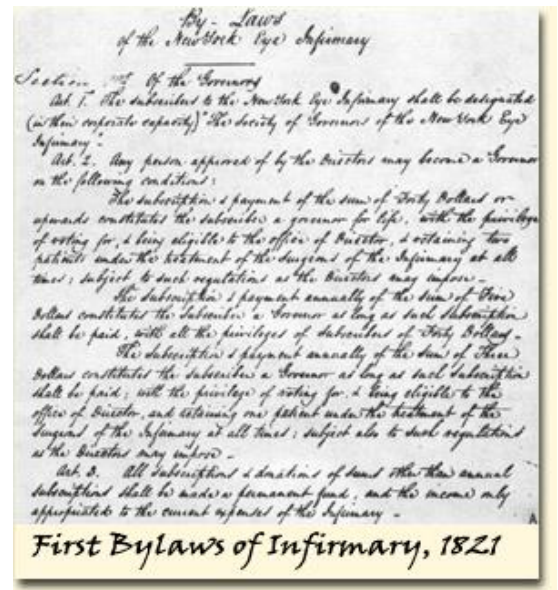 By-Laws
of the New York Eye Infirmary
Section 1st. Of the Governors
Art. 1. The subscribers to the New York Eye Infirmary shall be designated
(in their corporate capacity) "The Society of Governors of the New York Eye
Infirmary".
Art. 2. Any person approved of by the Directors may become a Governor
on the following conditions:
The subscription & payment of the sum of Forty Dollars or
upwards constitutes the subscriber a governor for life, with the privilege
of voting for, & being eligible to the office of Director, & retaining two
patients under the treatment of the surgeons of the Infirmary at all
times; subject to such regulations as the Directors may impose.
The subscription & payment annually of the sum of Five
Dollars constitutes the subscriber a Governor as long as such subscription
shall be paid, with all the privileges of subscribers of Forty Dollars.
The subscription & payment annually of the sum of Three
Dollars constitutes the subscriber a Governor as long as such subscription
shall be paid; with the privilege of voting for, & being eligible to the
office of Director, and retaining one patient under the treatment of the
surgeons of the Infirmary at all times; subject also to such regulations
as the Directors may impose.
Art. 3. All subscriptions & donations of sums other than annual
subscriptions shall be made a permanent fund; and the income only
appropriated to the current expenses of the Infirmary.
First Bylaws of Infirmary, 1821